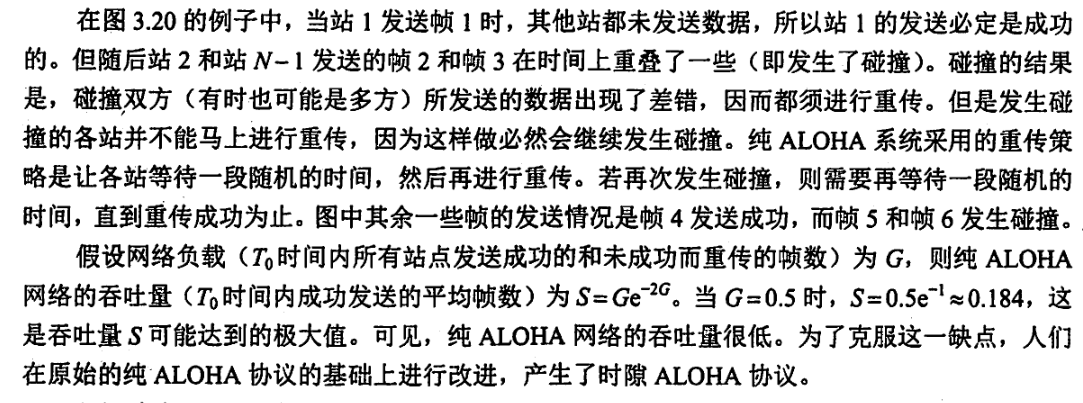 在图 3.20 的例子中，当站 1 发送帧 1 时，其他站都未发送数据，所以站 1 的发送必定是成功
的。但随后站 2 和站 N−1 发送的帧 2 和帧 3 在时间上重叠了一些（即发生了碰撞）。碰撞的结果
是，碰撞双方（有时也可能是多方）所发送的数据出现了差错，因而都须进行重传。但是发生碰
撞的各站并不能马上进行重传，因为这样做必然会继续发生碰撞。纯 ALOHA 系统采用的重传策
略是让各站等待一段随机的时间，然后再进行重传。若再次发生碰撞，则需要再等待一段随机的
时间，直到重传成功为止。图中其余一些帧的发送情况是帧 4 发送成功，而帧 5 和帧 6 发生碰撞。
假设网络负载（T₀时间内所有站点发送成功的和未成功而重传的帧数）为 G，则纯 ALOHA
网络的吞吐量（T₀时间内成功发送的平均帧数）为 S=Ge⁻²ᴳ。当 G=0.5 时，S=0.5e⁻¹≈0.184，这
是吞吐量 S 可能达到的极大值。可见，纯 ALOHA 网络的吞吐量很低。为了克服这一缺点，人们
在原始的纯 ALOHA 协议的基础上进行改进，产生了时隙 ALOHA 协议。